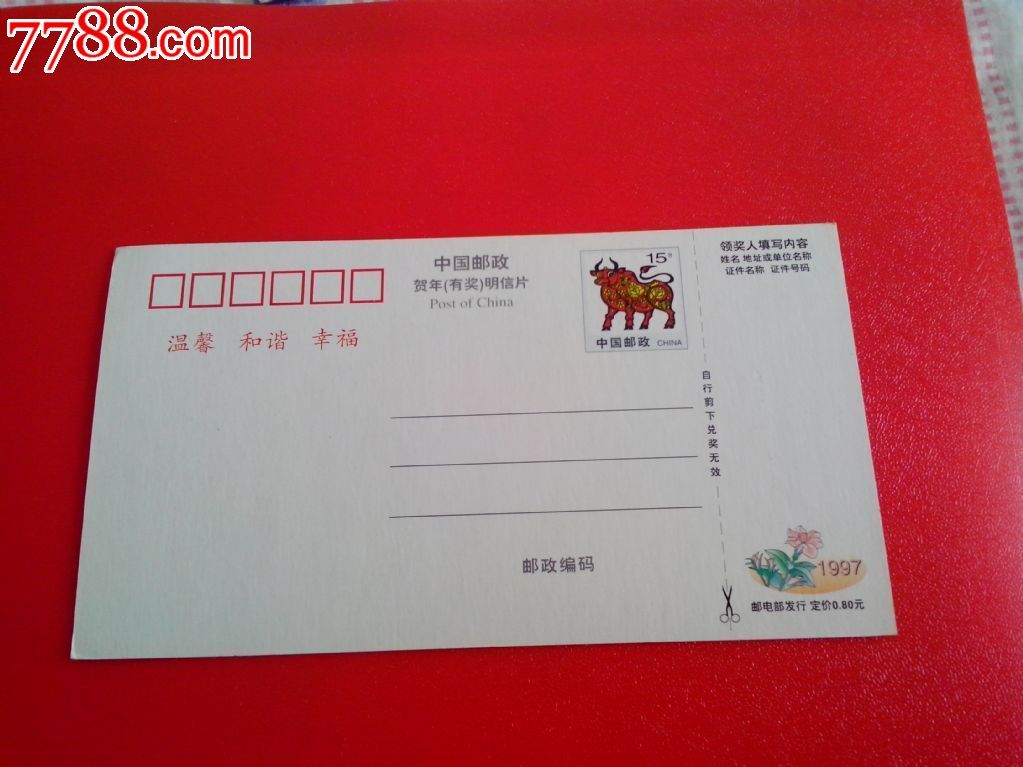 7788.com
中国邮政
贺年(有奖)明信片
Post of China
温馨 和谐 幸福
15分
中国邮政 CHINA
领奖人填写内容
姓名 地址或单位名称
证件名称 证件号码
自行剪下兑奖无效
邮政编码
1997
邮电部发行 定价0.80元